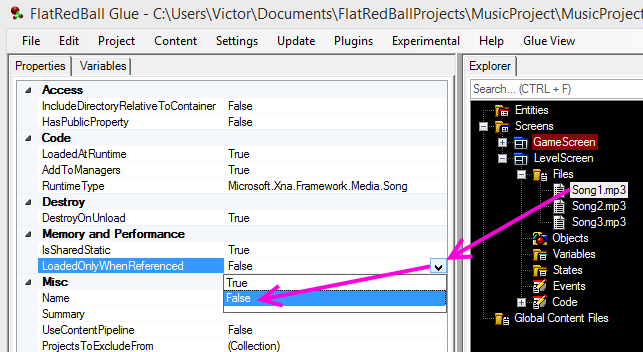 FlatRedBall Glue - C:\Users\Victor\Documents\FlatRedBallProjects\MusicProject\MusicProject
File Edit Project Content Settings Update Plugins Experimental Help Glue View
Properties Variables
Access
IncludeDirectoryRelativeToContainer False
HasPublicProperty False
Code
LoadedAtRuntime True
AddToManagers True
RuntimeType Microsoft.Xna.Framework.Media.Song
Destroy
DestroyOnUnload True
Memory and Performance
IsSharedStatic True
LoadedOnlyWhenReferenced False
True
Misc
Name False
Summary
UseContentPipeline False
ProjectsToExcludeFrom (Collection)
Explorer
Search... (CTRL + F)
Entities
Screens
GameScreen
LevelScreen
Files
Song1.mp3
Song2.mp3
Song3.mp3
Objects
Variables
States
Events
Code
Global Content Files